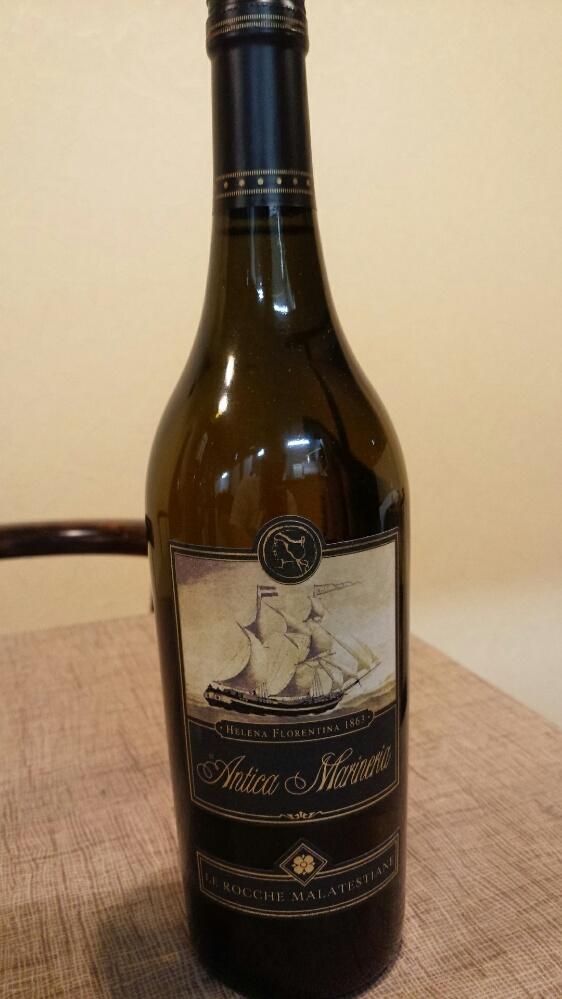 HELENA FLORENTINA 1863
Antica Marineria
LE ROCCHE MALATESTIANE